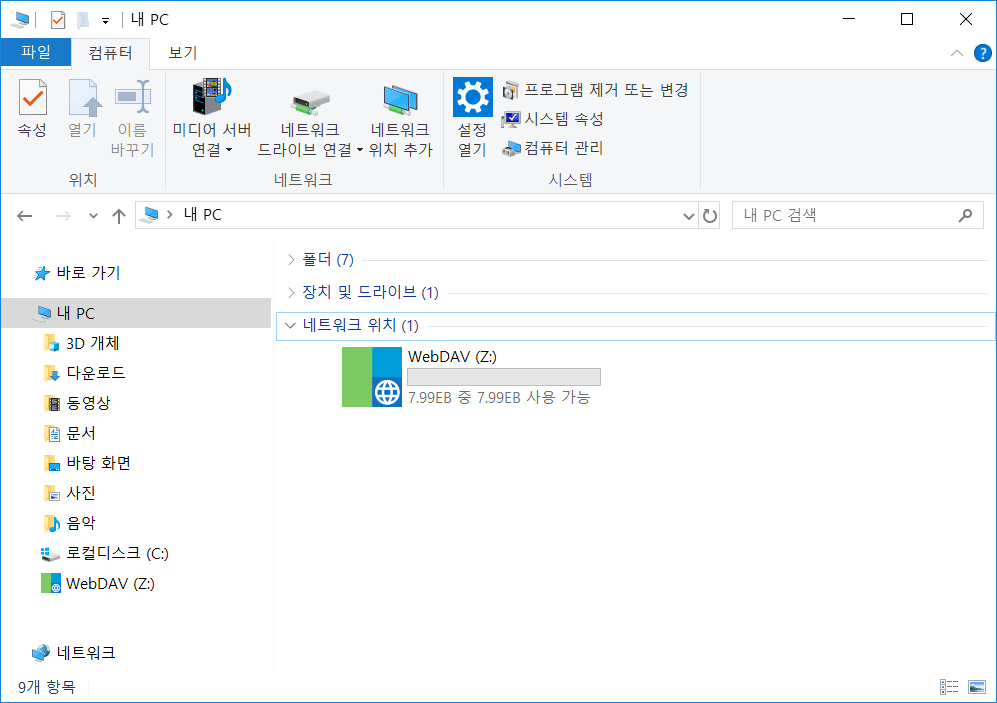 내 PC
파일 컴퓨터 보기
속성 열기 이름 바꾸기
위치
미디어 서버 연결 네트워크 드라이브 연결 네트워크 위치 추가
네트워크
설정 열기
프로그램 제거 또는 변경
시스템 속성
컴퓨터 관리
시스템
내 PC
내 PC 검색
바로 가기
내 PC
3D 개체
다운로드
동영상
문서
바탕 화면
사진
음악
로컬디스크 (C:)
WebDAV (Z:)
네트워크
폴더 (7)
장치 및 드라이브 (1)
네트워크 위치 (1)
WebDAV (Z:)
7.99EB 중 7.99EB 사용 가능
9개 항목